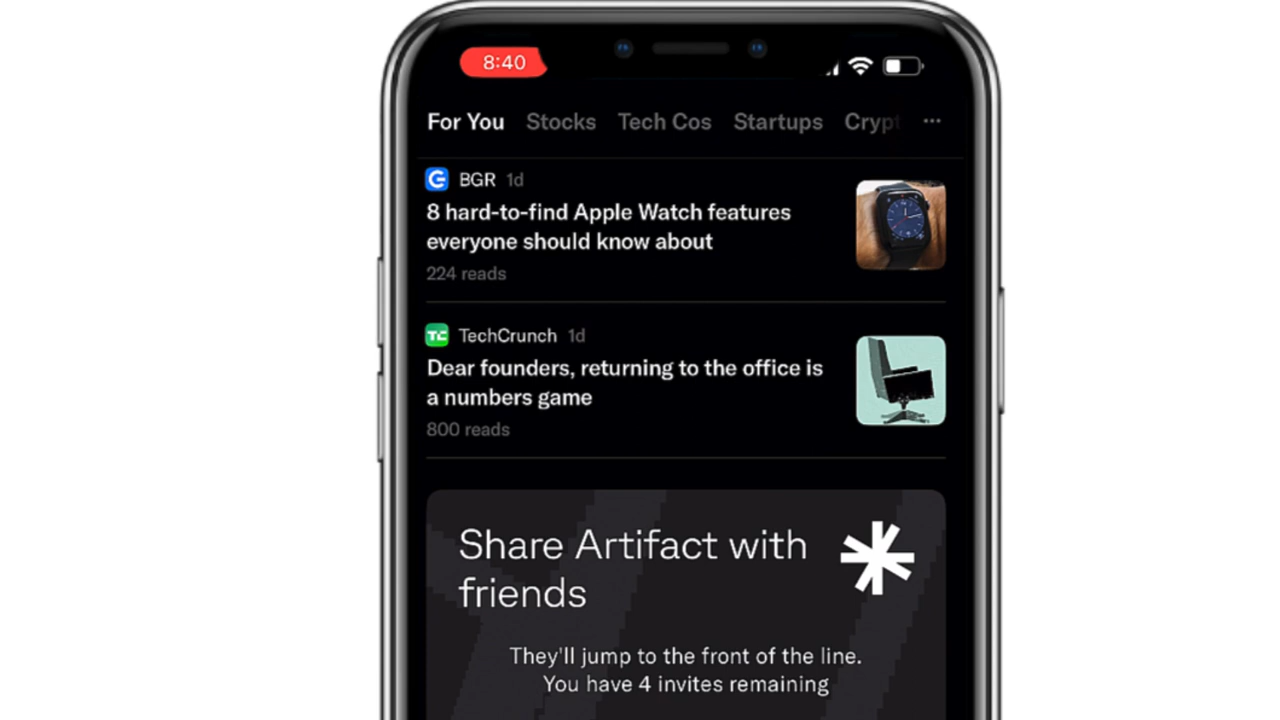 8:40
For You Stocks Tech Cos Startups Crypt
BGR 1d
8 hard-to-find Apple Watch features
everyone should know about
224 reads
TC TechCrunch 1d
Dear founders, returning to the office is
a numbers game
800 reads
Share Artifact with
friends
They'll jump to the front of the line.
You have 4 invites remaining